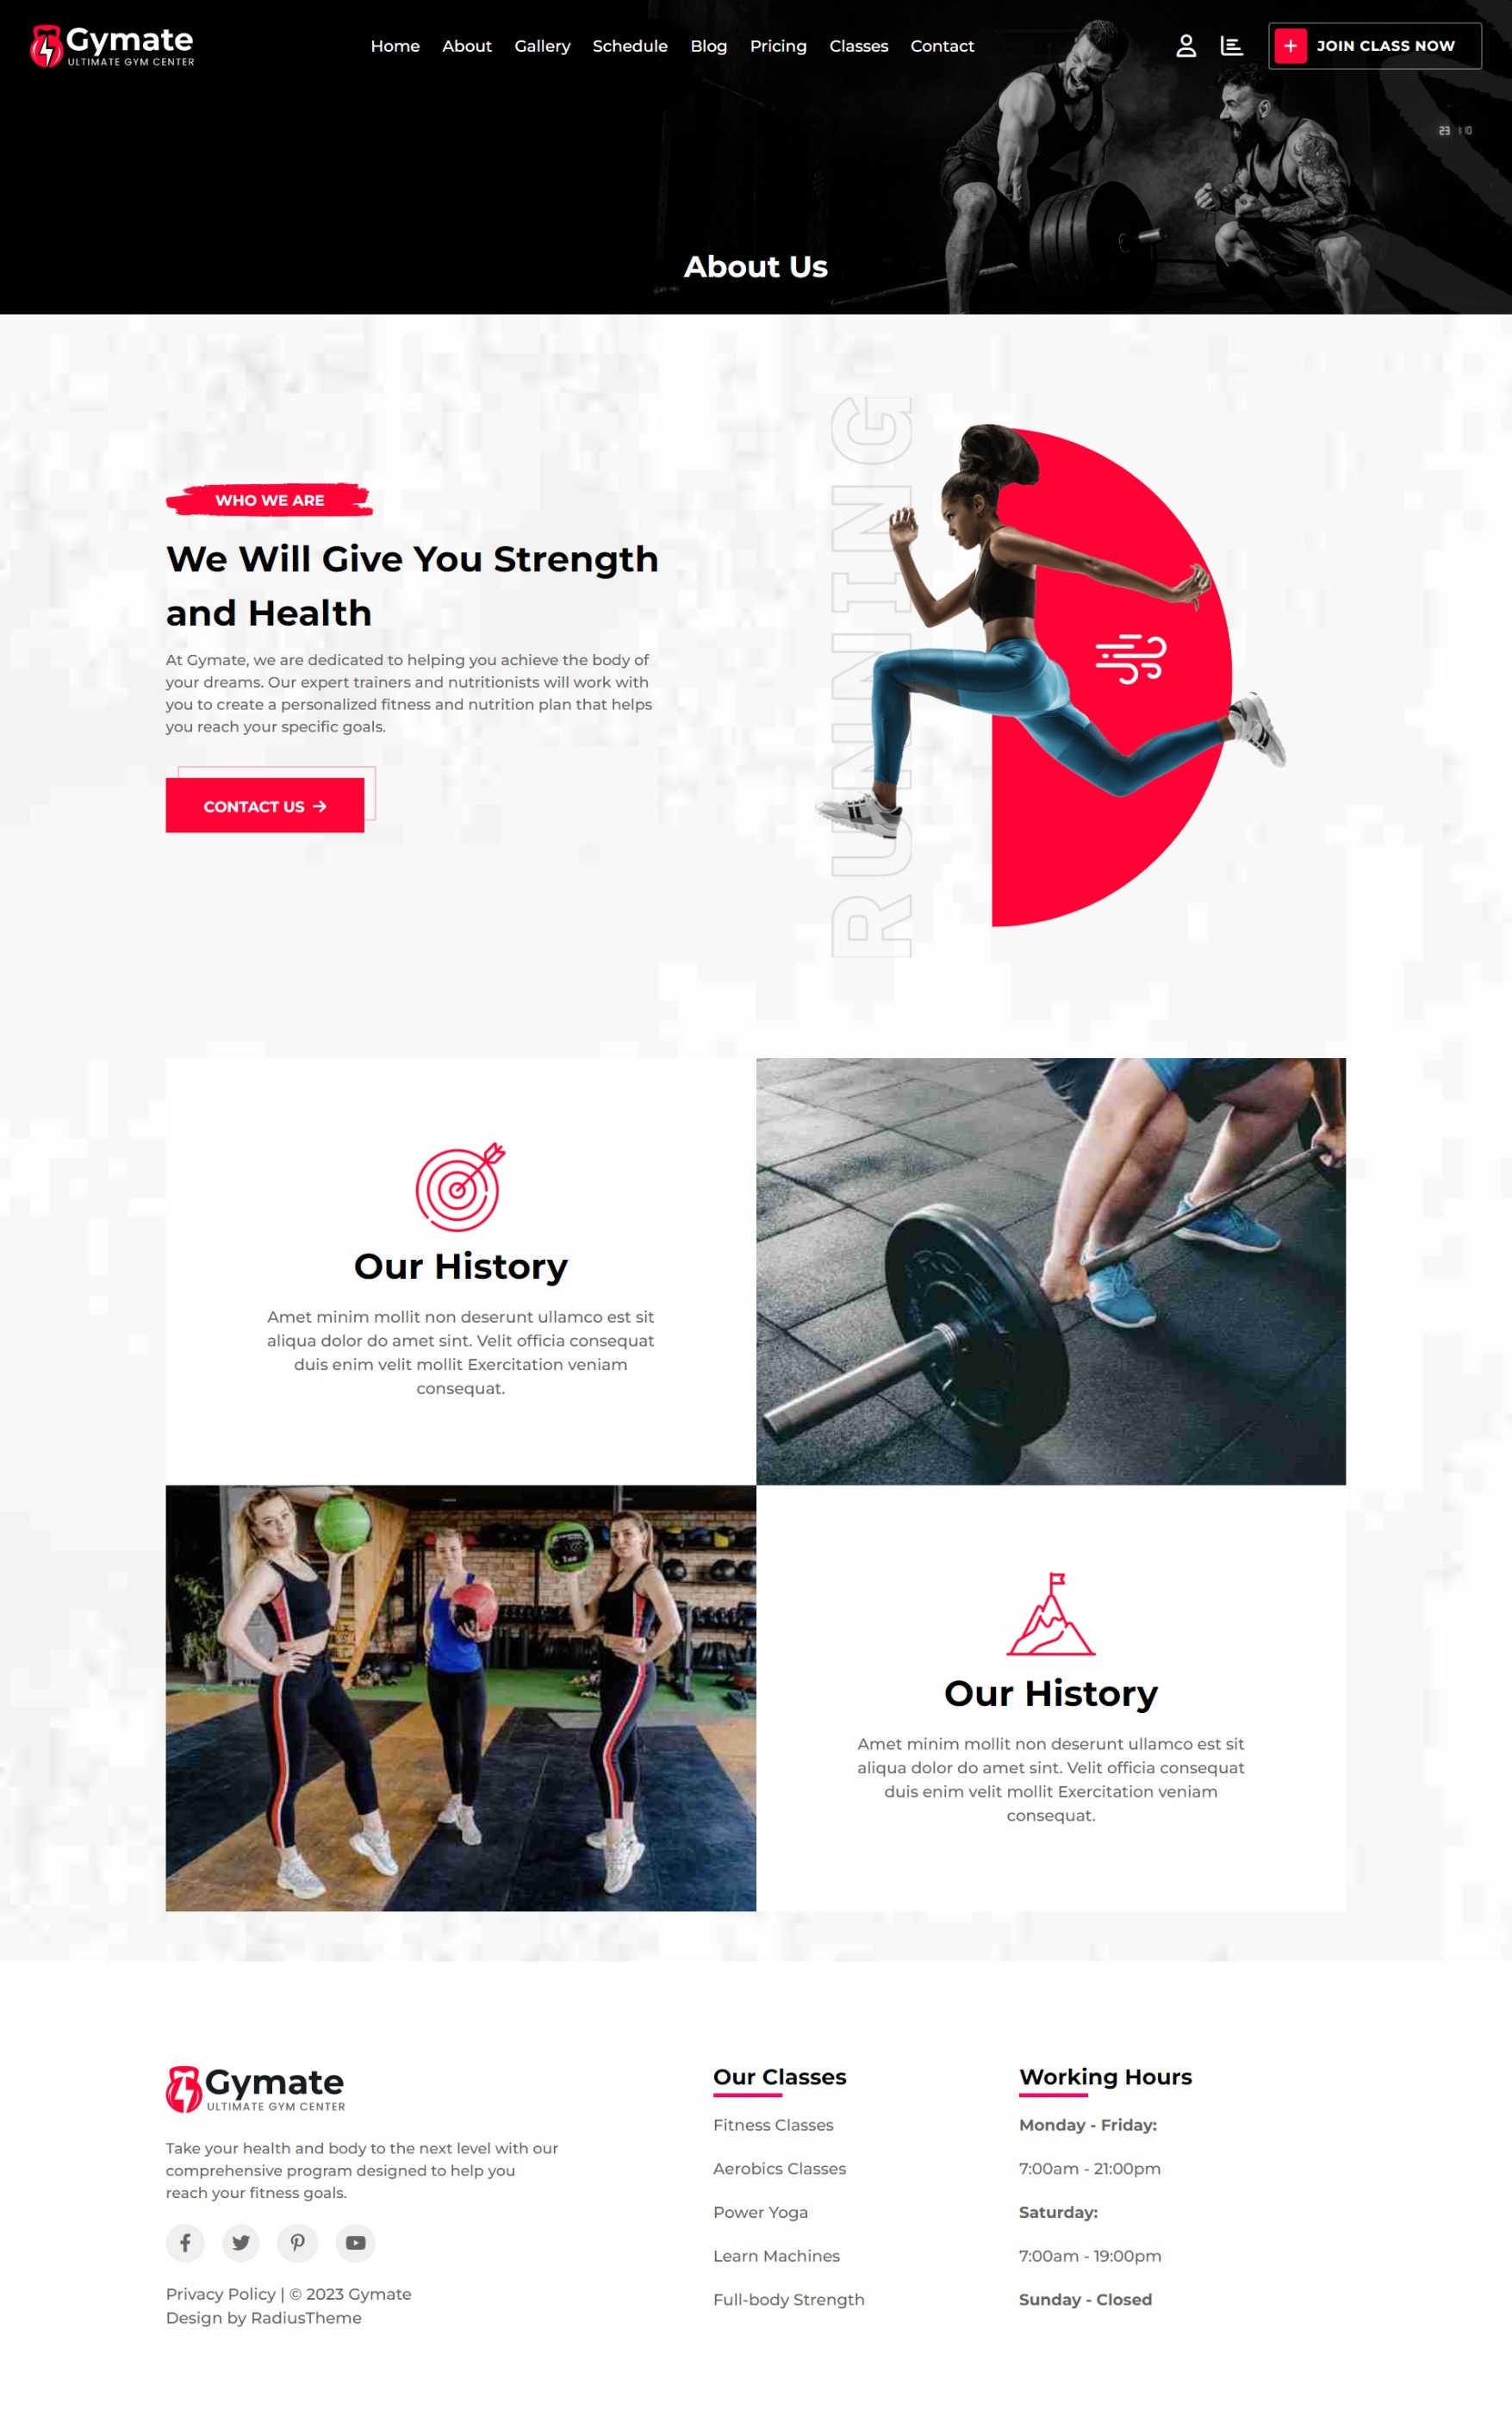 Gymate
ULTIMATE GYM CENTER
Home About Gallery Schedule Blog Pricing Classes Contact
JOIN CLASS NOW
About Us
WHO WE ARE
We Will Give You Strength
and Health
At Gymate, we are dedicated to helping you achieve the body of
your dreams. Our expert trainers and nutritionists will work with
you to create a personalized fitness and nutrition plan that helps
you reach your specific goals.
CONTACT US
RUNNING
Our History
Amet minim mollit non deserunt ullamco est sit
aliqua dolor do amet sint. Velit officia consequat
duis enim velit mollit Exercitation veniam
consequat.
Our History
Amet minim mollit non deserunt ullamco est sit
aliqua dolor do amet sint. Velit officia consequat
duis enim velit mollit Exercitation veniam
consequat.
Gymate
ULTIMATE GYM CENTER
Take your health and body to the next level with our
comprehensive program designed to help you
reach your fitness goals.
Privacy Policy | © 2023 Gymate
Design by RadiusTheme
Our Classes
Fitness Classes
Aerobics Classes
Power Yoga
Learn Machines
Full-body Strength
Working Hours
Monday - Friday:
7:00am - 21:00pm
Saturday:
7:00am - 19:00pm
Sunday - Closed